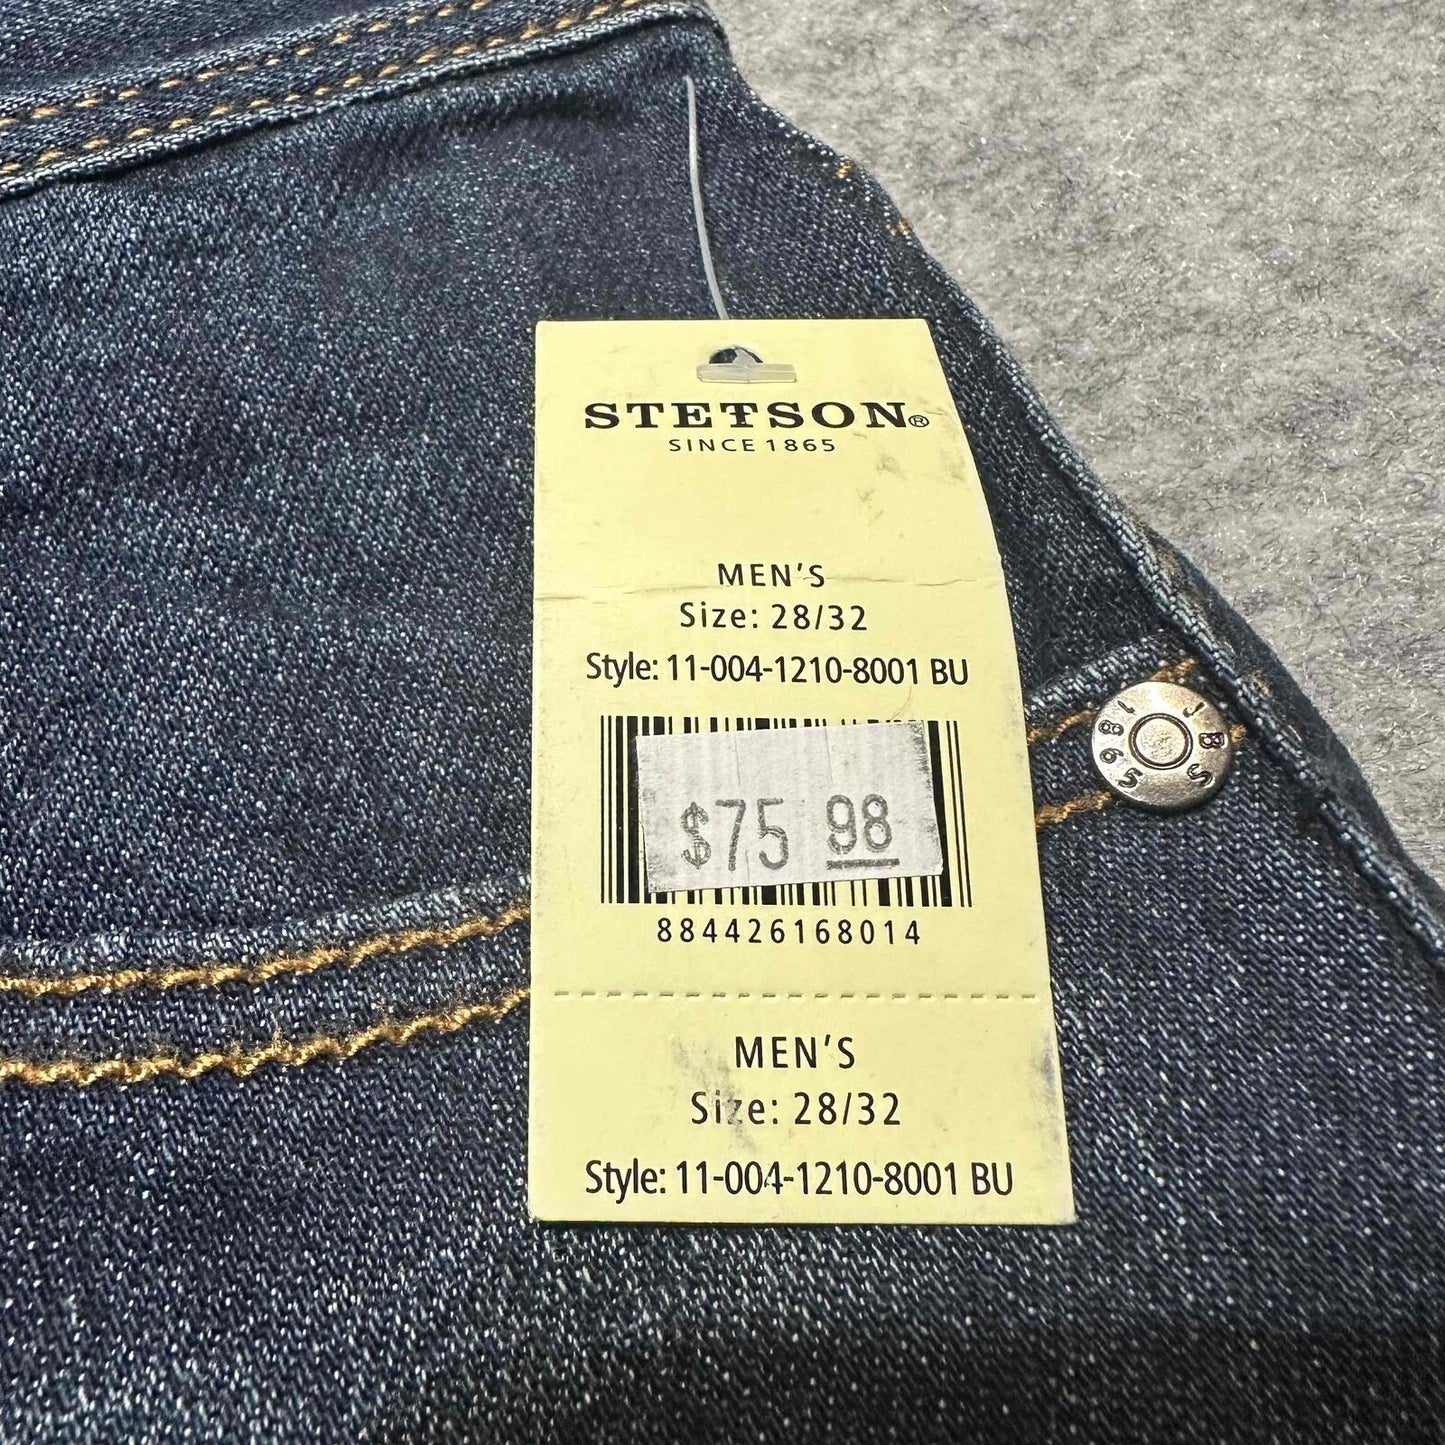 STETSON®
SINCE 1865
MEN'S
Size: 28/32
Style: 11-004-1210-8001 BU
$75 98
884426168014
MEN'S
Size: 28/32
Style: 11-004-1210-8001 BU
1865 JBS